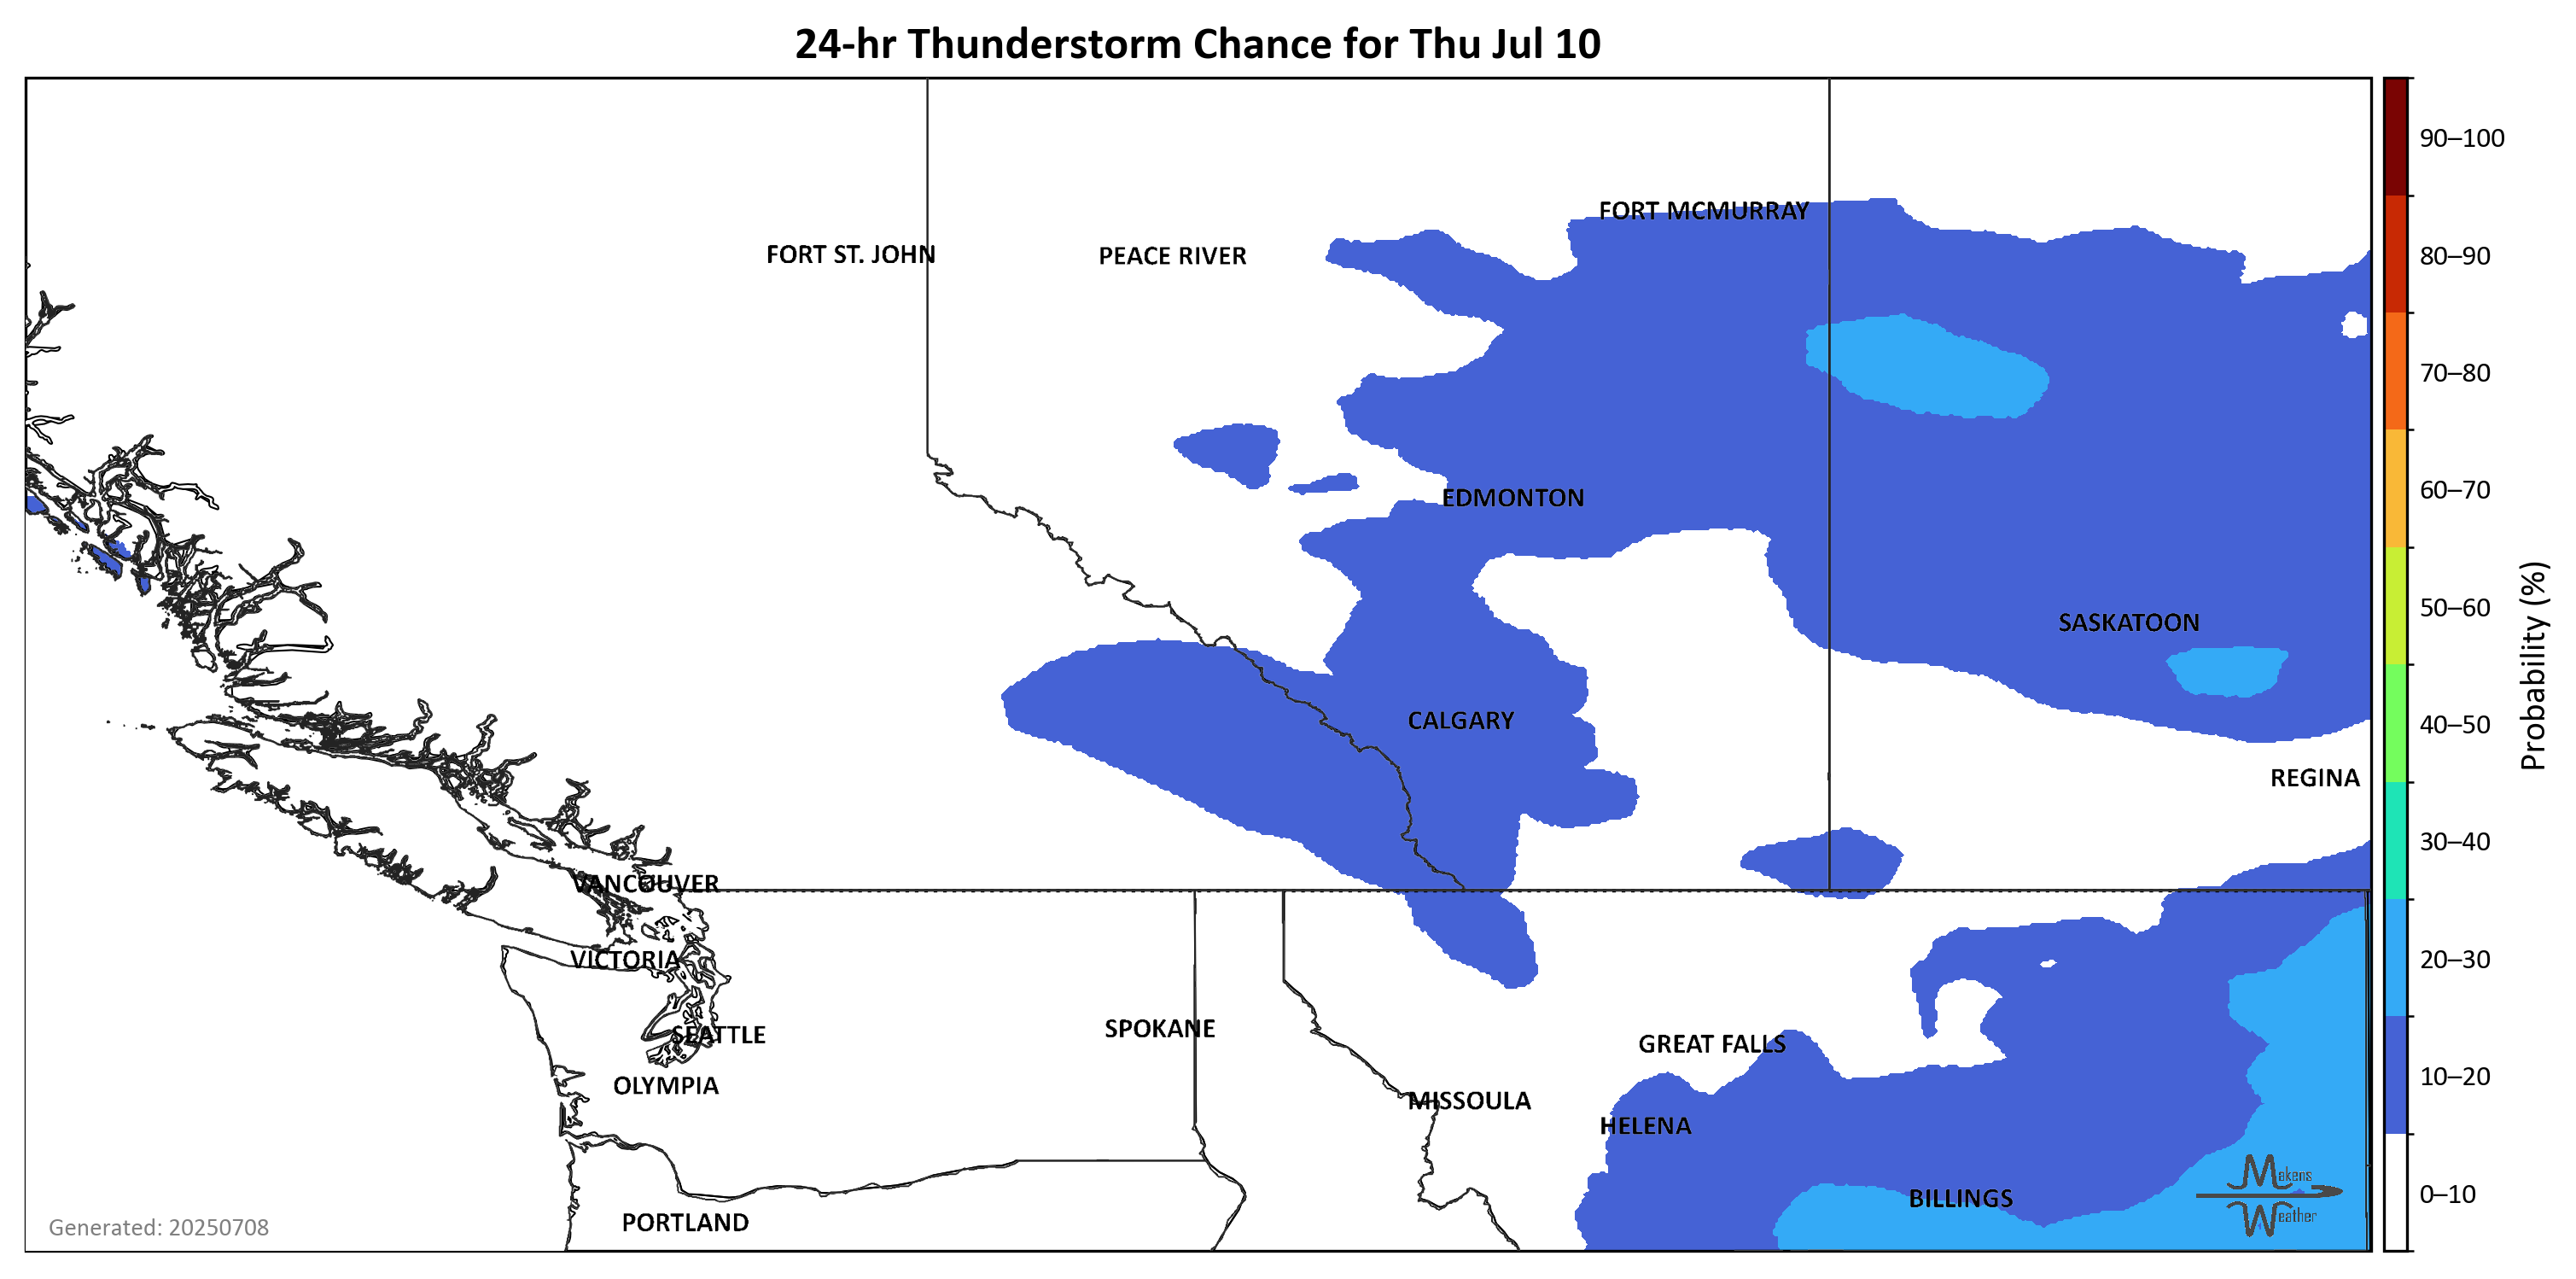 24-hr Thunderstorm Chance for Thu Jul 10
90–100
FORT MCMURRAY
FORT ST. JOHN
PEACE RIVER
80–90
70–80
60–70
EDMONTON
50–60
SASKATOON
Probability (%)
CALGARY
40–50
REGINA
30–40
VANCOUVER
VICTORIA
20–30
SPOKANE
SEATTLE
GREAT FALLS
OLYMPIA
10–20
MISSOULA
HELENA
Makens
Weather
0–10
BILLINGS
PORTLAND
Generated: 20250708